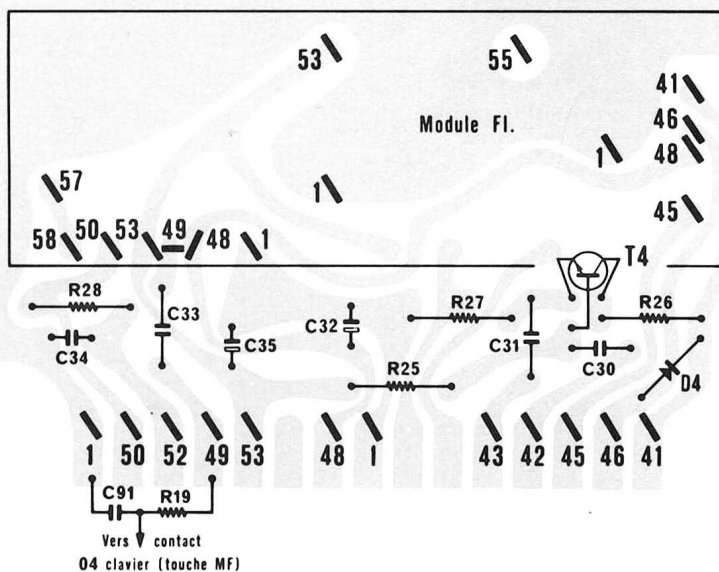 53
55
41
Module FI.
46
1
48
57
1
45
58
50
53
49
48
1
T4
R28
C33
R27
R26
C32
C34
C35
C31
C30
R25
D4
1
50
52
49
53
48
1
43
42
45
46
41
C91
R19
Vers contact
04 clavier (touche MF)